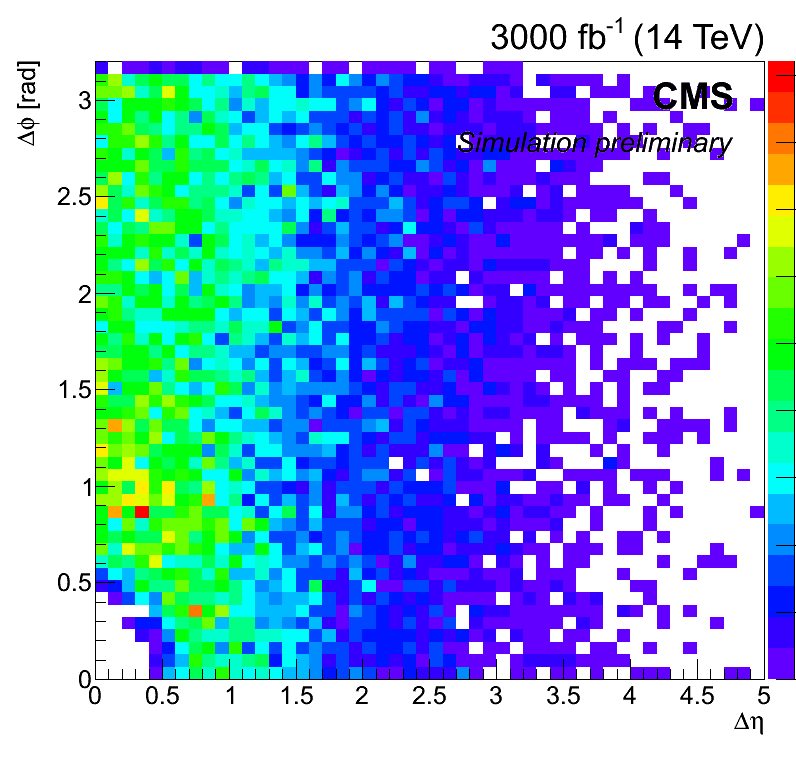 3000 fb⁻¹ (14 TeV)
Δφ [rad]
CMS
Simulation preliminary
3
2.5
2
1.5
1
0.5
0
0 0.5 1 1.5 2 2.5 3 3.5 4 4.5 5
Δη